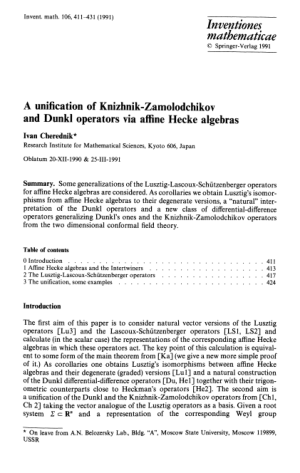 Invent. math. 106, 411–431 (1991)
Inventiones
mathematicae
© Springer-Verlag 1991
A unification of Knizhnik-Zamolodchikov
and Dunkl operators via affine Hecke algebras
Ivan Cherednik*
Research Institute for Mathematical Sciences, Kyoto 606, Japan
Oblatum 20-XII-1990 & 25-III-1991
Summary. Some generalizations of the Lusztig-Lascoux-Schützenberger operators
for affine Hecke algebras are considered. As corollaries we obtain Lusztig's isomor-
phisms from affine Hecke algebras to their degenerate versions, a "natural" inter-
pretation of the Dunkl operators and a new class of differential-difference
operators generalizing Dunkl's ones and the Knizhnik-Zamolodchikov operators
from the two dimensional conformal field theory.
Table of contents
0 Introduction . . . . . . . . . . . . . . . . . . . . . . . . . . 411
1 Affine Hecke algebras and the Intertwiners . . . . . . . . . . . . 413
2 The Lusztig-Lascoux-Schützenberger operators . . . . . . . . . . . 417
3 The unification, some examples . . . . . . . . . . . . . . . . . . 424
Introduction
The first aim of this paper is to consider natural vector versions of the Lusztig
operators [Lu3] and the Lascoux-Schützenberger operators [LS1, LS2] and
calculate (in the scalar case) the representations of the corresponding affine Hecke
algebras in which these operators act. The key point of this calculation is equival-
ent to some form of the main theorem from [Ka] (we give a new more simple proof
of it.) As corollaries one obtains Lusztig's isomorphisms between affine Hecke
algebras and their degenerate (graded) versions [Lu1] and a natural construction
of the Dunkl differential-difference operators [Du, He1] together with their trigon-
ometric counterparts close to Heckman's operators [He2]. The second aim is
a unification of the Dunkl and the Knizhnik-Zamolodchikov operators from [Ch1,
Ch 2] taking the vector analogue of the Lusztig operators as a basis. Given a root
system Σ ⊂ Rⁿ and a representation of the corresponding Weyl group
* On leave from A.N. Belozersky Lab., Bldg. "A", Moscow State University, Moscow 119899,
USSR